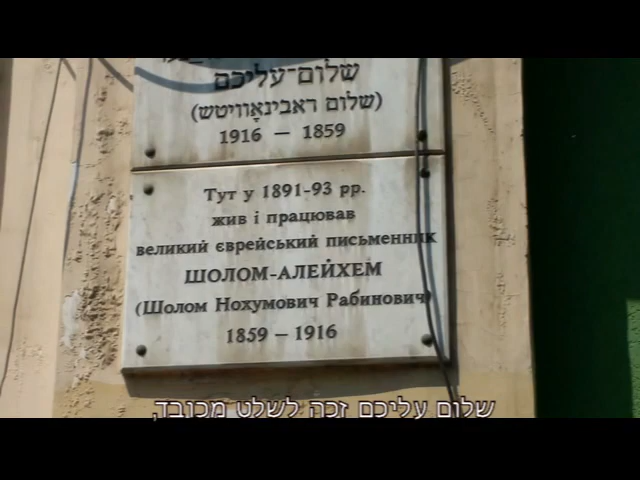 שלום־עליכם
(שלום ראבינאָוויטש)
1916 – 1859
Тут у 1891-93 рр.
жив і працював
великий єврейський письменник
ШОЛОМ-АЛЕЙХЕМ
(Шолом Нохумович Рабинович)
1859 – 1916
שלום עליכם זכה לשלט מכובד,